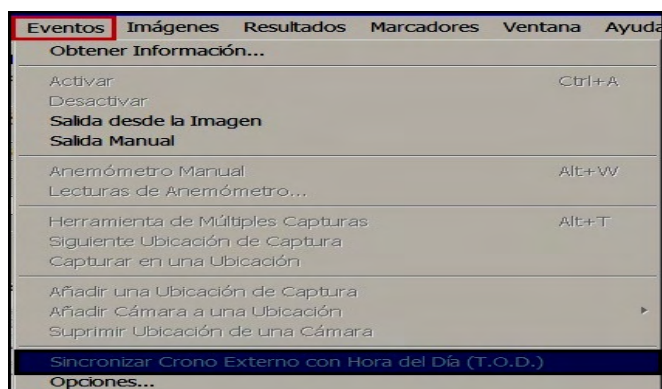 Eventos Imágenes Resultados Marcadores Ventana Ayuda
Obtener Información...
Activar Ctrl+A
Desactivar
Salida desde la Imagen
Salida Manual
Anemómetro Manual Alt+W
Lecturas de Anemómetro...
Herramienta de Múltiples Capturas Alt+T
Siguiente Ubicación de Captura
Capturar en una Ubicación
Añadir una Ubicación de Captura
Añadir Cámara a una Ubicación
Suprimir Ubicación de una Cámara
Sincronizar Crono Externo con Hora del Día (T.O.D.)
Opciones...